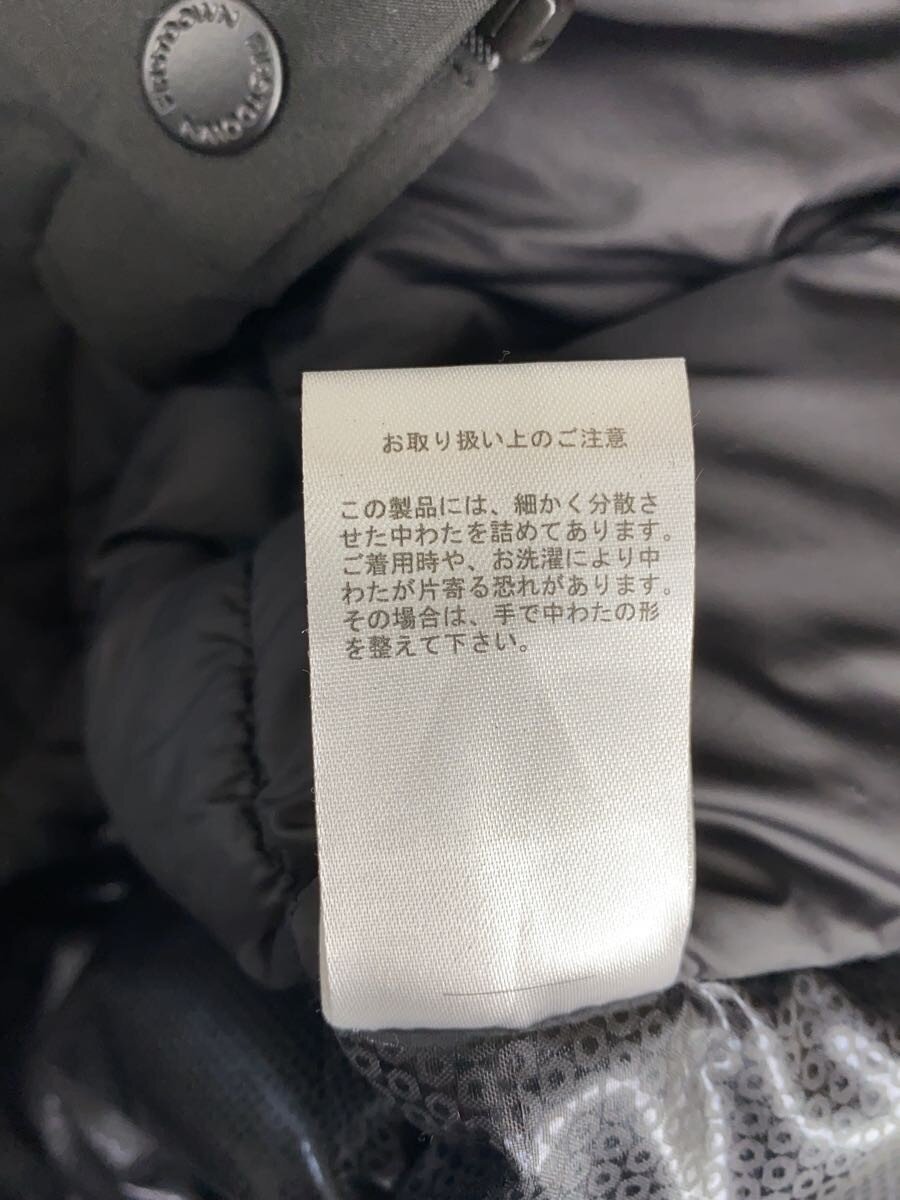 FIRSTDOWN FIRSTDOWN
お取り扱い上のご注意
この製品には、細かく分散さ
せた中わたを詰めてあります。
ご着用時や、お洗濯により中
わたが片寄る恐れがあります。
その場合は、手で中わたの形
を整えて下さい。